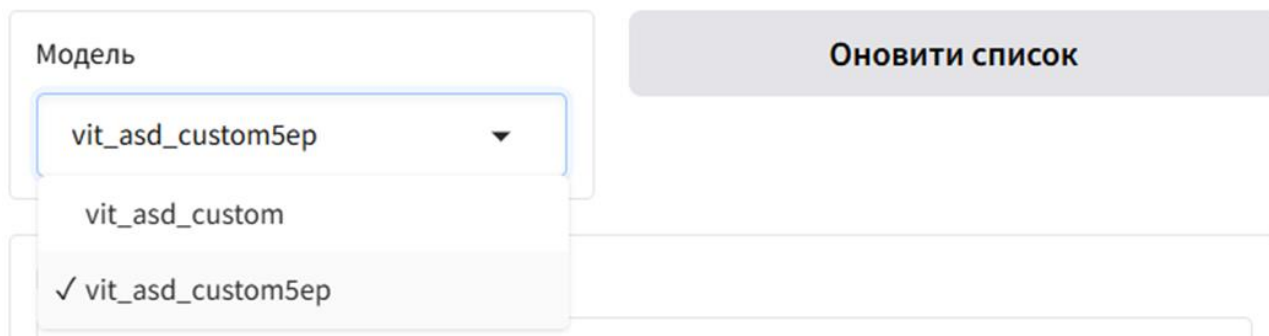 Модель
Оновити список
vit_asd_custom5ep
vit_asd_custom
✓ vit_asd_custom5ep